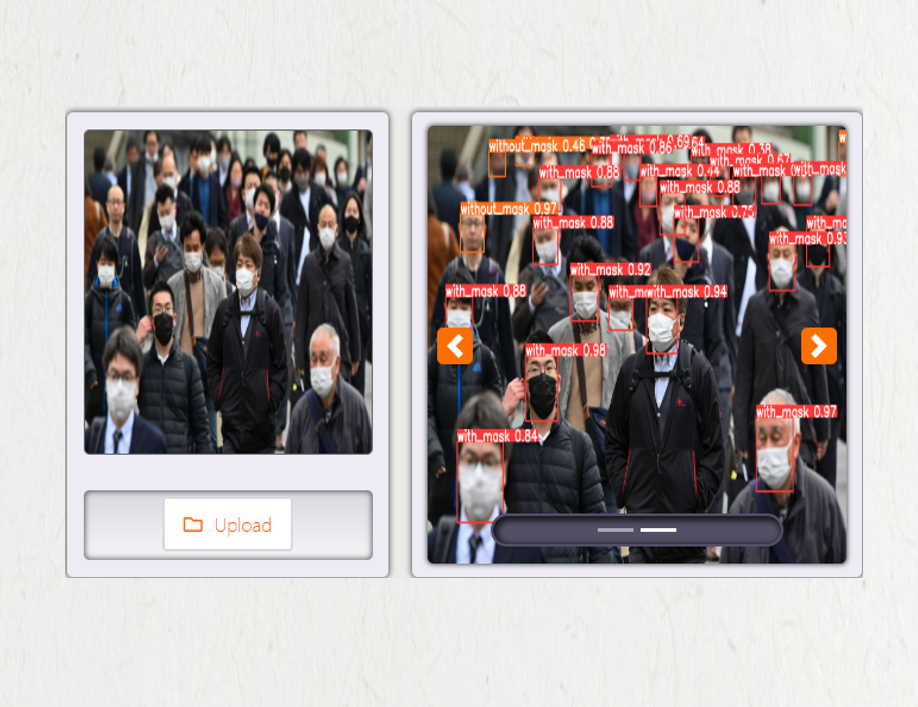 Upload
without_mask 0.46
with_mask 0.86
with_mask 0.38
with_mask 0.67
with_mask 0.88
with_mask 0.44
with_mask
with_mask
with_mask 0.88
without_mask 0.97
with_mask 0.75
with_mask 0.88
with_ma
with_mask 0.93
with_mask 0.92
with_mask 0.88
with_m
with_mask 0.94
with_mask 0.98
with_mask 0.97
with_mask 0.84